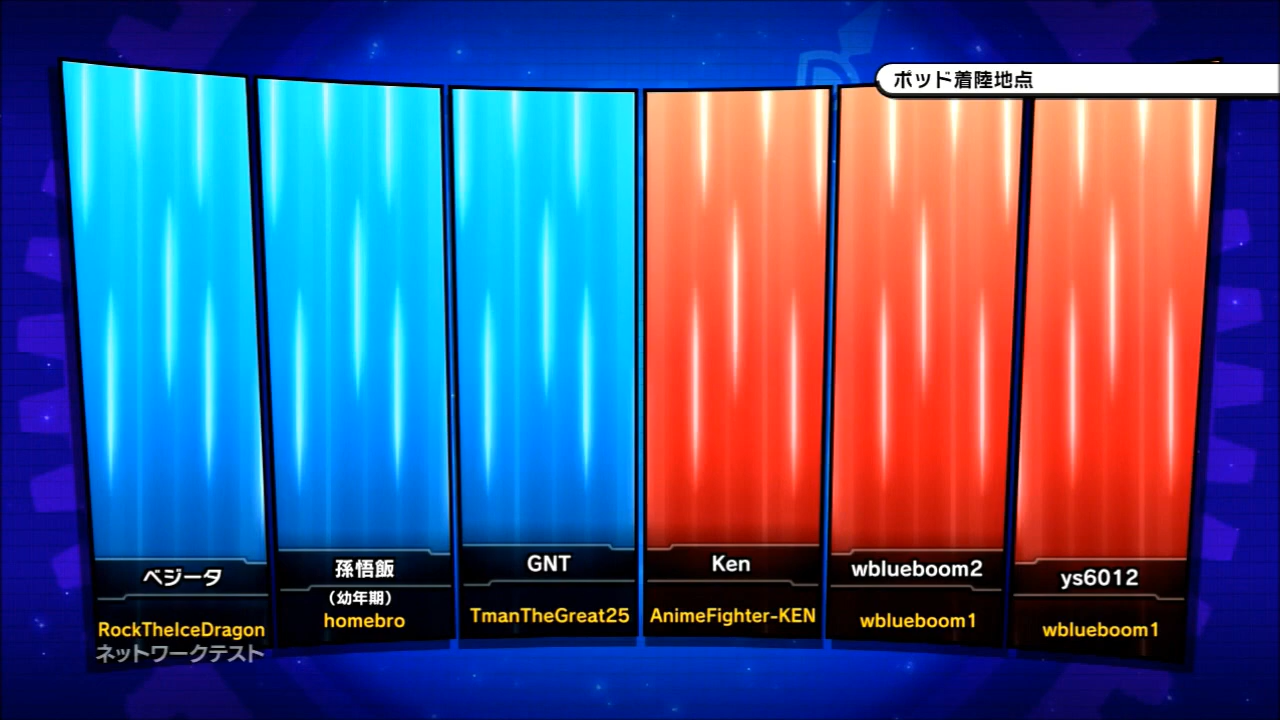 ポッド着陸地点
ベジータ
RockTheIceDragon
孫悟飯
（幼年期）
homebro
GNT
TmanTheGreat25
Ken
AnimeFighter-KEN
wblueboom2
wblueboom1
ys6012
wblueboom1
ネットワークテスト